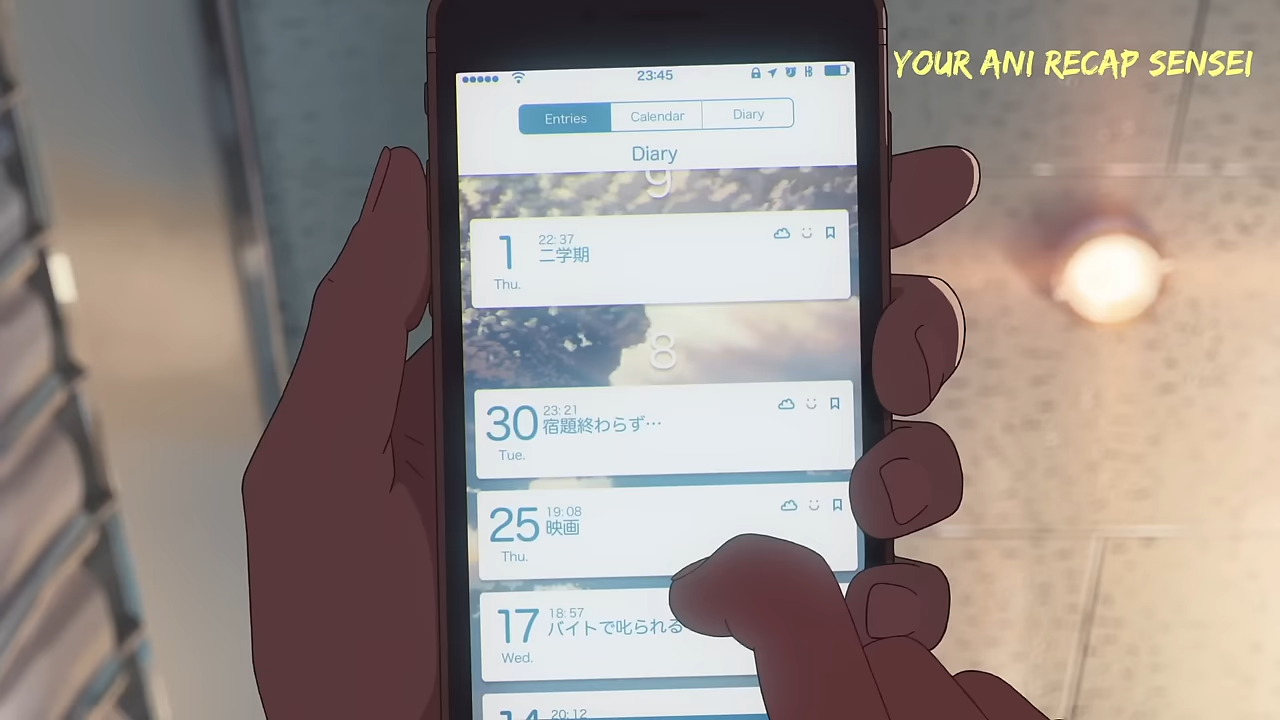 YOUR ANI RECAP SENSEI
23:45
Entries Calendar Diary
Diary
9
1 22:37
二学期
Thu.
8
30 23:21
宿題終わらず…
Tue.
25 19:08
映画
Thu.
17 18:57
バイトで叱られる
Wed.
14 20:12